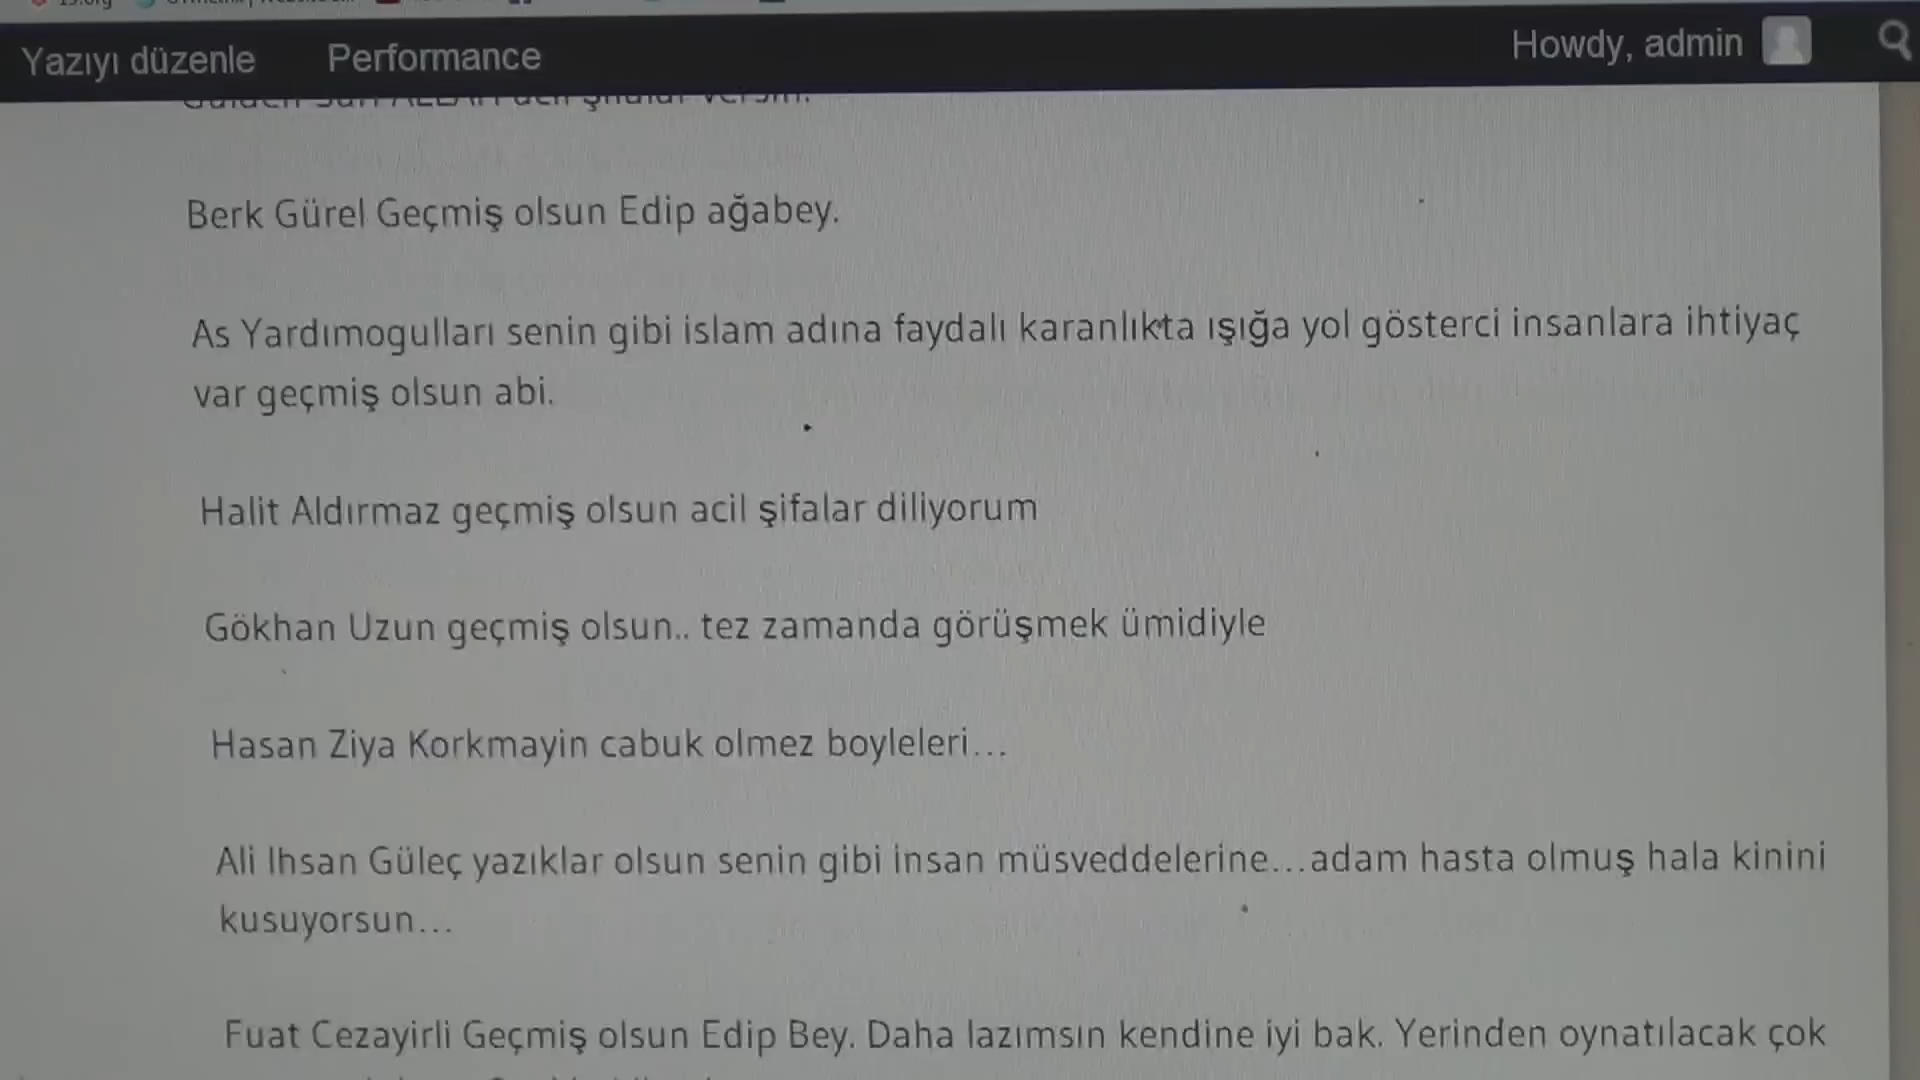 Yazıyı düzenle Performance Howdy, admin
Berk Gürel Geçmiş olsun Edip ağabey.
As Yardımogulları senin gibi islam adına faydalı karanlıkta ışığa yol gösterci insanlara ihtiyaç
var geçmiş olsun abi.
Halit Aldırmaz geçmiş olsun acil şifalar diliyorum
Gökhan Uzun geçmiş olsun.. tez zamanda görüşmek ümidiyle
Hasan Ziya Korkmayin cabuk olmez boyleleri...
Ali Ihsan Güleç yazıklar olsun senin gibi insan müsveddelerine...adam hasta olmuş hala kinini
kusuyorsun...
Fuat Cezayirli Geçmiş olsun Edip Bey. Daha lazımsın kendine iyi bak. Yerinden oynatılacak çok